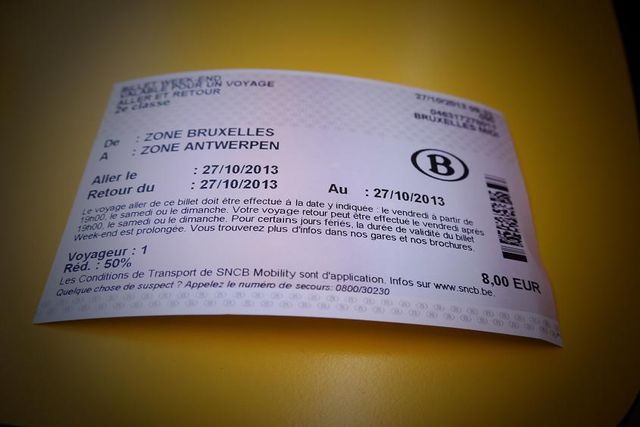 BILLET WEEK-END
VALABLE POUR UN VOYAGE
ALLER ET RETOUR
2e classe
27/10/2013
BRUXELLES MIDI
De : ZONE BRUXELLES
A : ZONE ANTWERPEN
B
Aller le : 27/10/2013
Retour du : 27/10/2013 Au : 27/10/2013
Le voyage aller de ce billet doit être effectué à la date y indiquée : le vendredi à partir de
19h00, le samedi ou le dimanche. Votre voyage retour peut être effectué le vendredi après
19h00, le samedi ou le dimanche. Pour certains jours fériés, la durée de validité du billet
Week-end est prolongée. Vous trouverez plus d'infos dans nos gares et nos brochures.
Voyageur : 1
Réd. : 50%
8,00 EUR
Les Conditions de Transport de SNCB Mobility sont d'application. Infos sur www.sncb.be.
Quelque chose de suspect ? Appelez le numéro de secours: 0800/30230